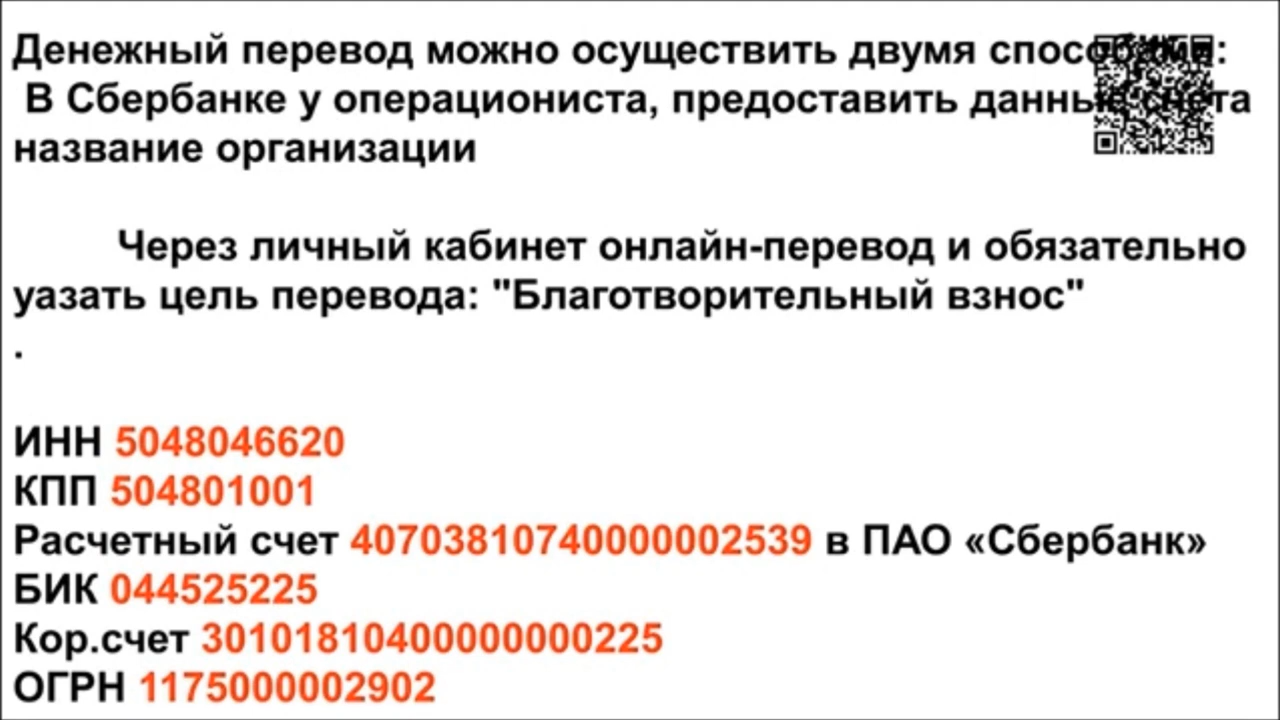 Денежный перевод можно осуществить двумя способами:
В Сбербанке у операциониста, предоставить данные счета
название организации
Через личный кабинет онлайн-перевод и обязательно
уазать цель перевода: "Благотворительный взнос"
.
ИНН 5048046620
КПП 504801001
Расчетный счет 40703810740000002539 в ПАО «Сбербанк»
БИК 044525225
Кор.счет 30101810400000000225
ОГРН 1175000002902